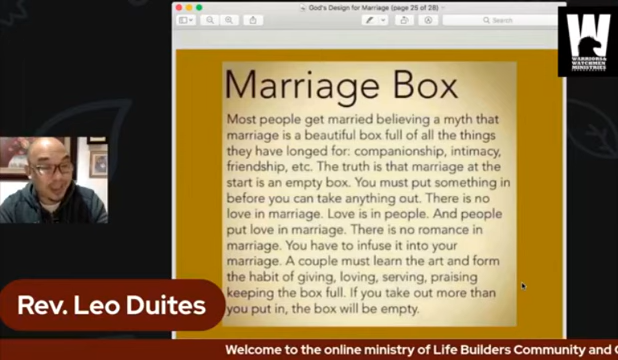 God's Design for Marriage (page 25 of 28)
Search
W
WARRIORS &
WATCHMEN
MINISTRIES
Marriage Box
Most people get married believing a myth that
marriage is a beautiful box full of all the things
they have longed for: companionship, intimacy,
friendship, etc. The truth is that marriage at the
start is an empty box. You must put something in
before you can take anything out. There is no
love in marriage. Love is in people. And people
put love in marriage. There is no romance in
marriage. You have to infuse it into your
marriage. A couple must learn the art and form
the habit of giving, loving, serving, praising
keeping the box full. If you take out more than
you put in, the box will be empty.
Rev. Leo Duites
Welcome to the online ministry of Life Builders Community and